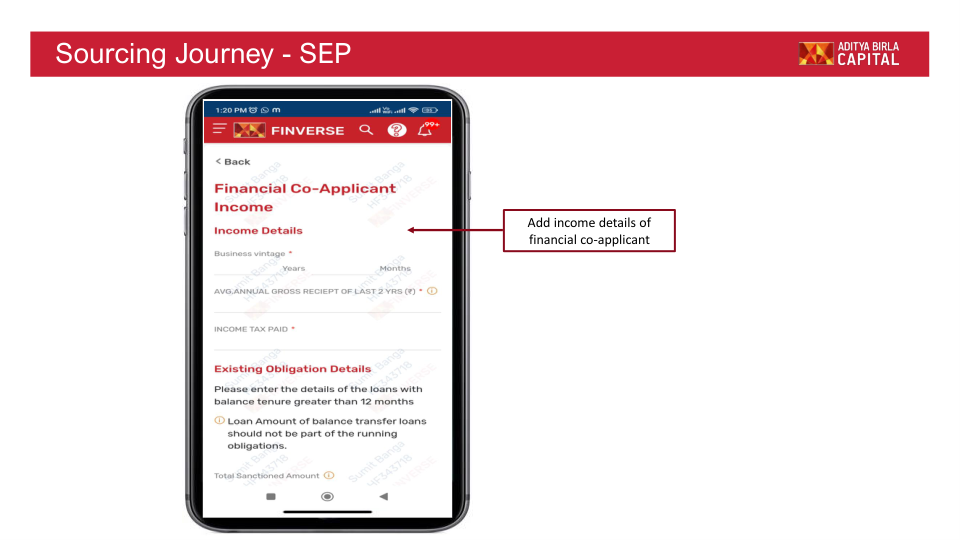 Sourcing Journey - SEP
ADITYA BIRLA
CAPITAL
1:20 PM m
99+
FINVERSE
< Back
Financial Co-Applicant
Income
Income Details
Business vintage *
Years Months
AVG.ANNUAL GROSS RECIEPT OF LAST 2 YRS (₹) *
INCOME TAX PAID *
Existing Obligation Details
Please enter the details of the loans with
balance tenure greater than 12 months
Loan Amount of balance transfer loans
should not be part of the running
obligations.
Total Sanctioned Amount
Add income details of
financial co-applicant
Sumit Banga
HF343718